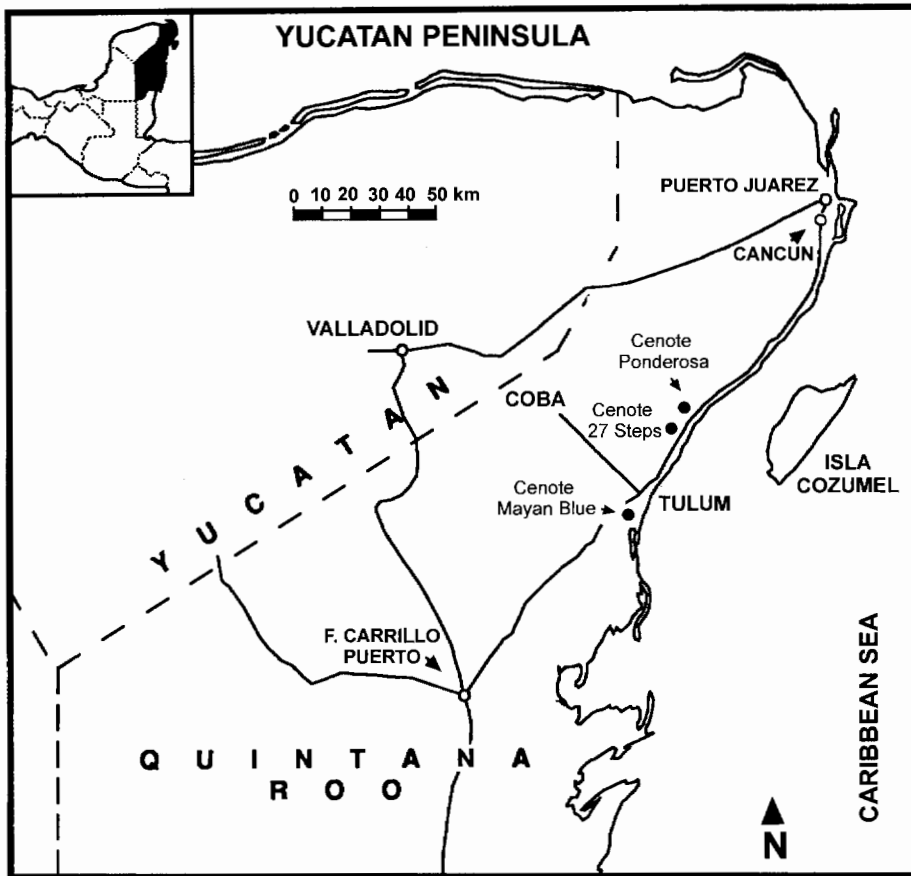 YUCATAN PENINSULA
0 10 20 30 40 50 km
PUERTO JUAREZ
CANCUN
VALLADOLID
Cenote
Ponderosa
COBA
Cenote
27 Steps
ISLA
COZUMEL
Cenote
Mayan Blue
TULUM
YUCATAN
F. CARRILLO
PUERTO
CARIBBEAN SEA
QUINTANA
ROO
N